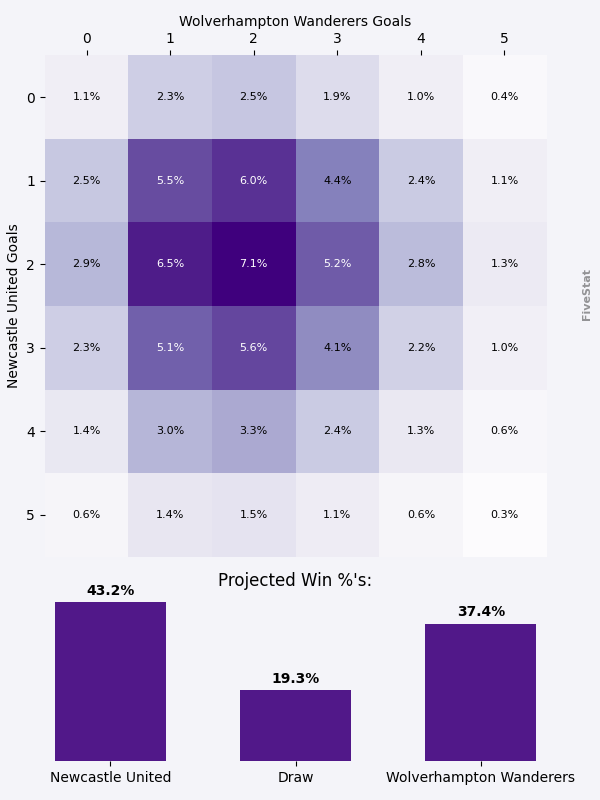 Wolverhampton Wanderers Goals
0 1 2 3 4 5
0 1.1% 2.3% 2.5% 1.9% 1.0% 0.4%
1 2.5% 5.5% 6.0% 4.4% 2.4% 1.1%
2 2.9% 6.5% 7.1% 5.2% 2.8% 1.3%
3 2.3% 5.1% 5.6% 4.1% 2.2% 1.0%
4 1.4% 3.0% 3.3% 2.4% 1.3% 0.6%
5 0.6% 1.4% 1.5% 1.1% 0.6% 0.3%
Newcastle United Goals
FiveStat
Projected Win %'s:
43.2% 19.3% 37.4%
Newcastle United Draw Wolverhampton Wanderers